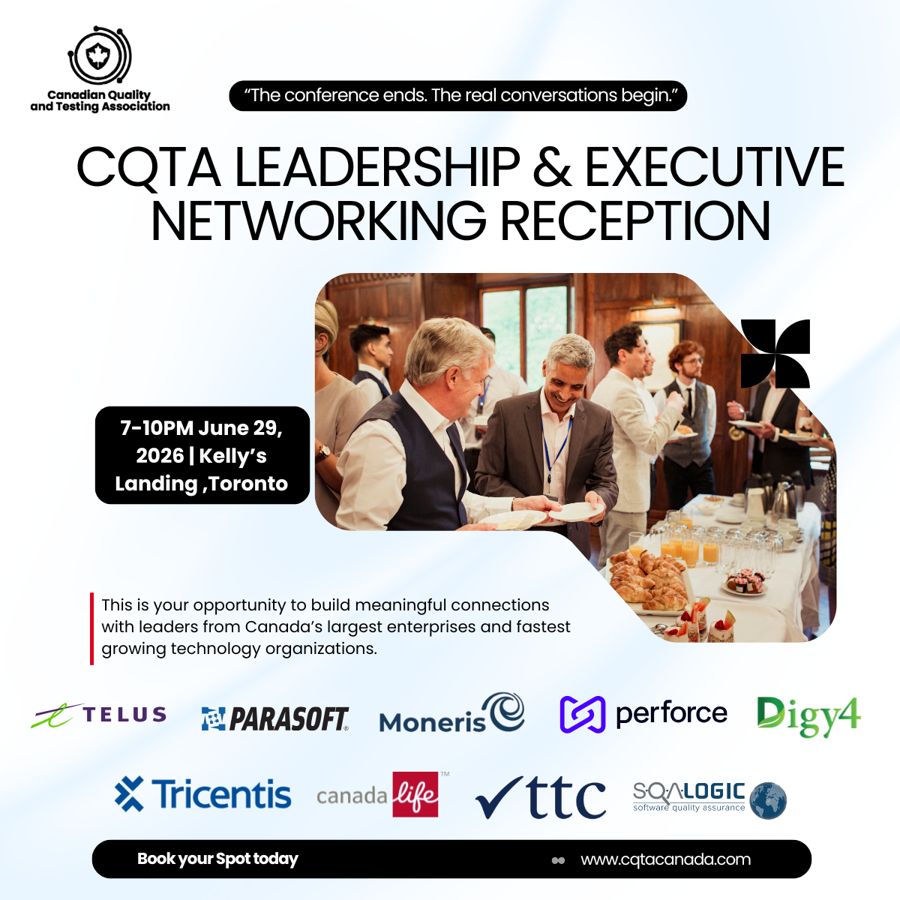 Canadian Quality
and Testing Association
“The conference ends. The real conversations begin.”
CQTA LEADERSHIP & EXECUTIVE
NETWORKING RECEPTION
7-10PM June 29,
2026 | Kelly’s
Landing ,Toronto
This is your opportunity to build meaningful connections
with leaders from Canada’s largest enterprises and fastest
growing technology organizations.
TELUS
PARASOFT®
Moneris
perforce
Digy4
Tricentis
canada life™
ttc
SQALOGIC
software quality assurance
Book your Spot today
www.cqtacanada.com